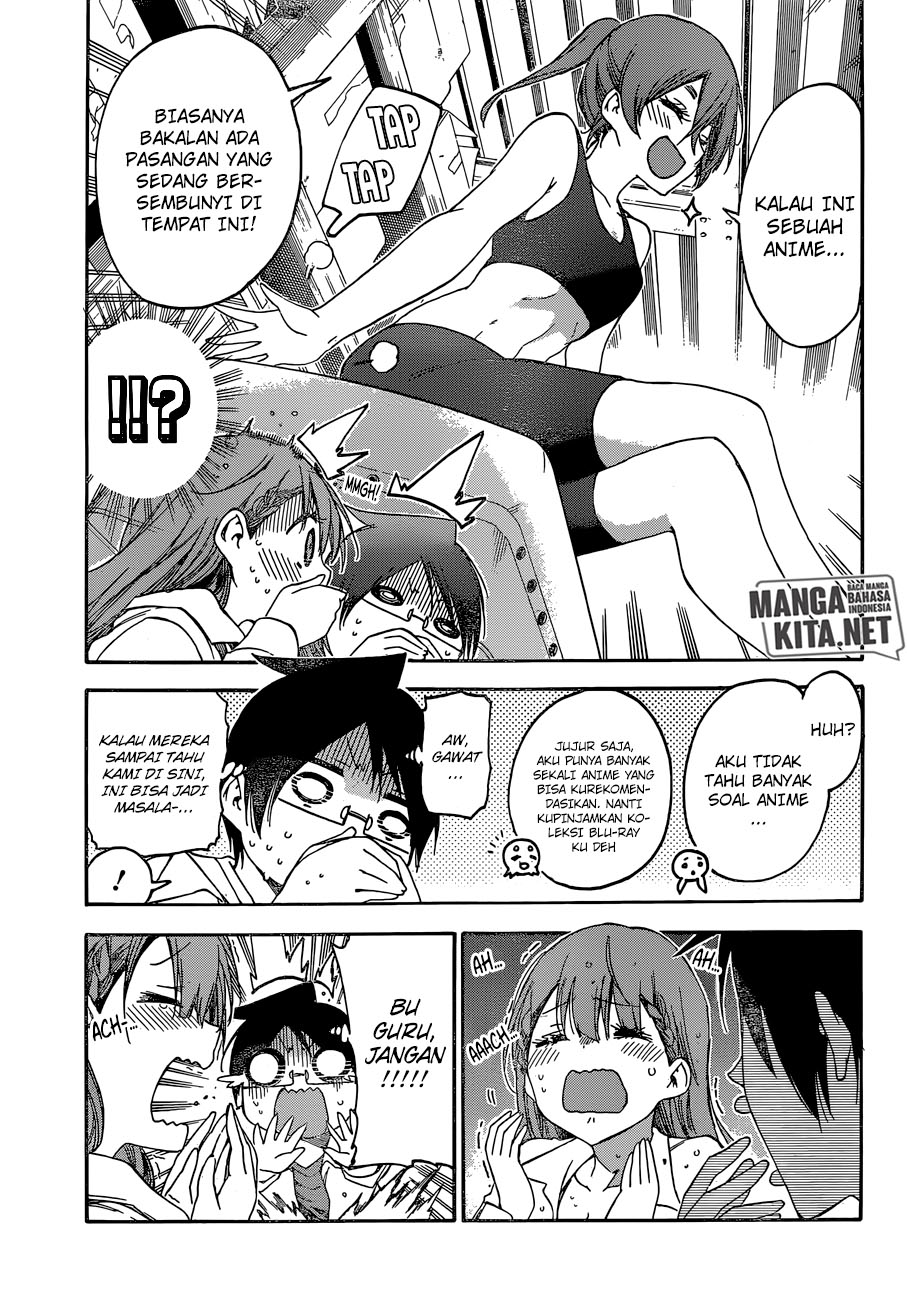 KALAU INI
SEBUAH
ANIME...
BIASANYA
BAKALAN ADA
PASANGAN YANG
SEDANG BER-
SEMBUNYI DI
TEMPAT INI!
TAP
TAP
!!?
MMGH!
MANGA
KITA.NET
BACA MANGA
BAHASA
INDONESIA
HUH?
AKU TIDAK
TAHU BANYAK
SOAL ANIME
...
JUJUR SAJA,
AKU PUNYA BANYAK
SEKALI ANIME YANG
BISA KUREKOMEN-
DASIKAN. NANTI
KUPINJAMKAN KO-
LEKSI BLU-RAY
KU DEH
AW,
GAWAT
...
KALAU MEREKA
SAMPAI TAHU
KAMI DI SINI,
INI BISA JADI
MASALA-...
!
AH...
AH...
AAACH...
BU
GURU,
JANGAN
!!!!!
ACH-...